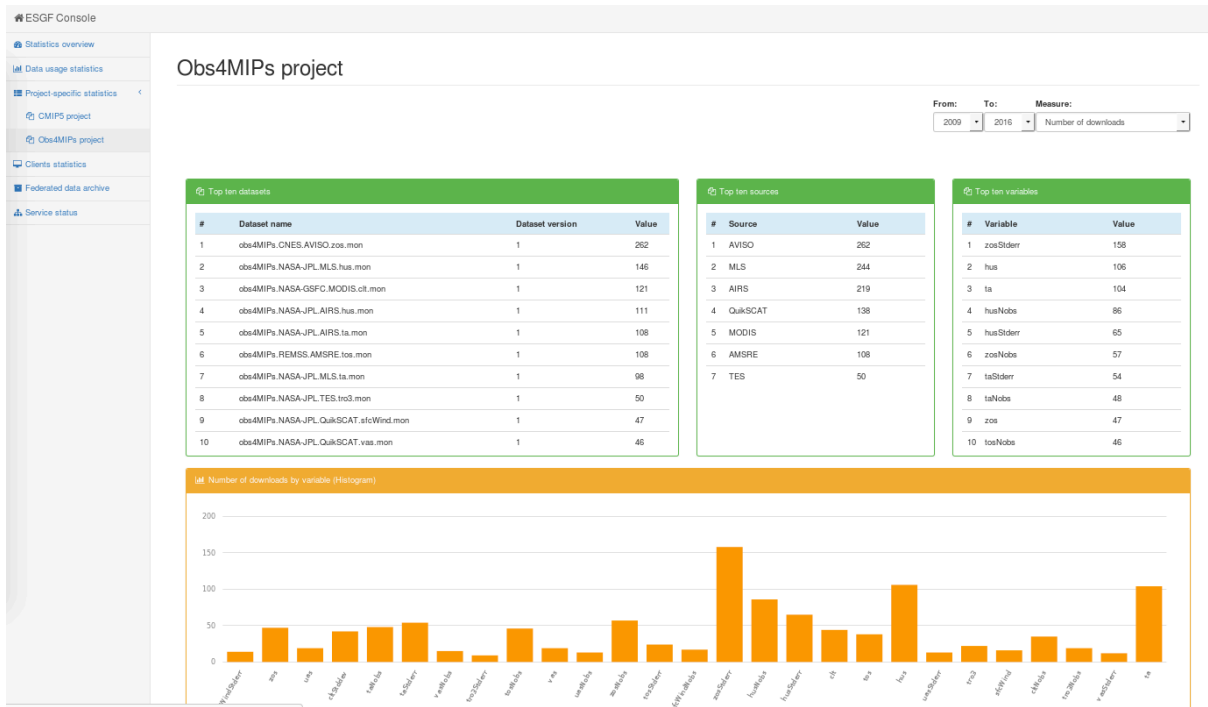 ESGF Console
Statistics overview
Data usage statistics
Project-specific statistics
CMIP5 project
Obs4MIPs project
Clients statistics
Federated data archive
Service status
Obs4MIPs project
From: To: Measure:
2009 2016 Number of downloads
Top ten datasets
# Dataset name Dataset version Value
1 obs4MIPs.CNES.AVISO.zos.mon 1 262
2 obs4MIPs.NASA-JPL.MLS.hus.mon 1 146
3 obs4MIPs.NASA-GSFC.MODIS.clt.mon 1 121
4 obs4MIPs.NASA-JPL.AIRS.hus.mon 1 111
5 obs4MIPs.NASA-JPL.AIRS.ta.mon 1 108
6 obs4MIPs.REMSS.AMSRE.tos.mon 1 108
7 obs4MIPs.NASA-JPL.MLS.ta.mon 1 98
8 obs4MIPs.NASA-JPL.TES.tro3.mon 1 50
9 obs4MIPs.NASA-JPL.QuikSCAT.sfcWind.mon 1 47
10 obs4MIPs.NASA-JPL.QuikSCAT.vas.mon 1 46
Top ten sources
# Source Value
1 AVISO 262
2 MLS 244
3 AIRS 219
4 QuikSCAT 138
5 MODIS 121
6 AMSRE 108
7 TES 50
Top ten variables
# Variable Value
1 zosStderr 158
2 hus 106
3 ta 104
4 husNobs 86
5 husStderr 65
6 zosNobs 57
7 taStderr 54
8 taNobs 48
9 zos 47
10 tosNobs 46
Number of downloads by variable (Histogram)
200
150
100
50
0
zos
uas
cltStddev
taNobs
taStderr
vasNobs
tro3Stderr
tosNobs
vas
uasNobs
zosNobs
tosStderr
zosStderr
husNobs
husStderr
clt
tos
hus
uasStderr
tro3
sfcWind
cltNobs
tro3Nobs
vasStderr
ta